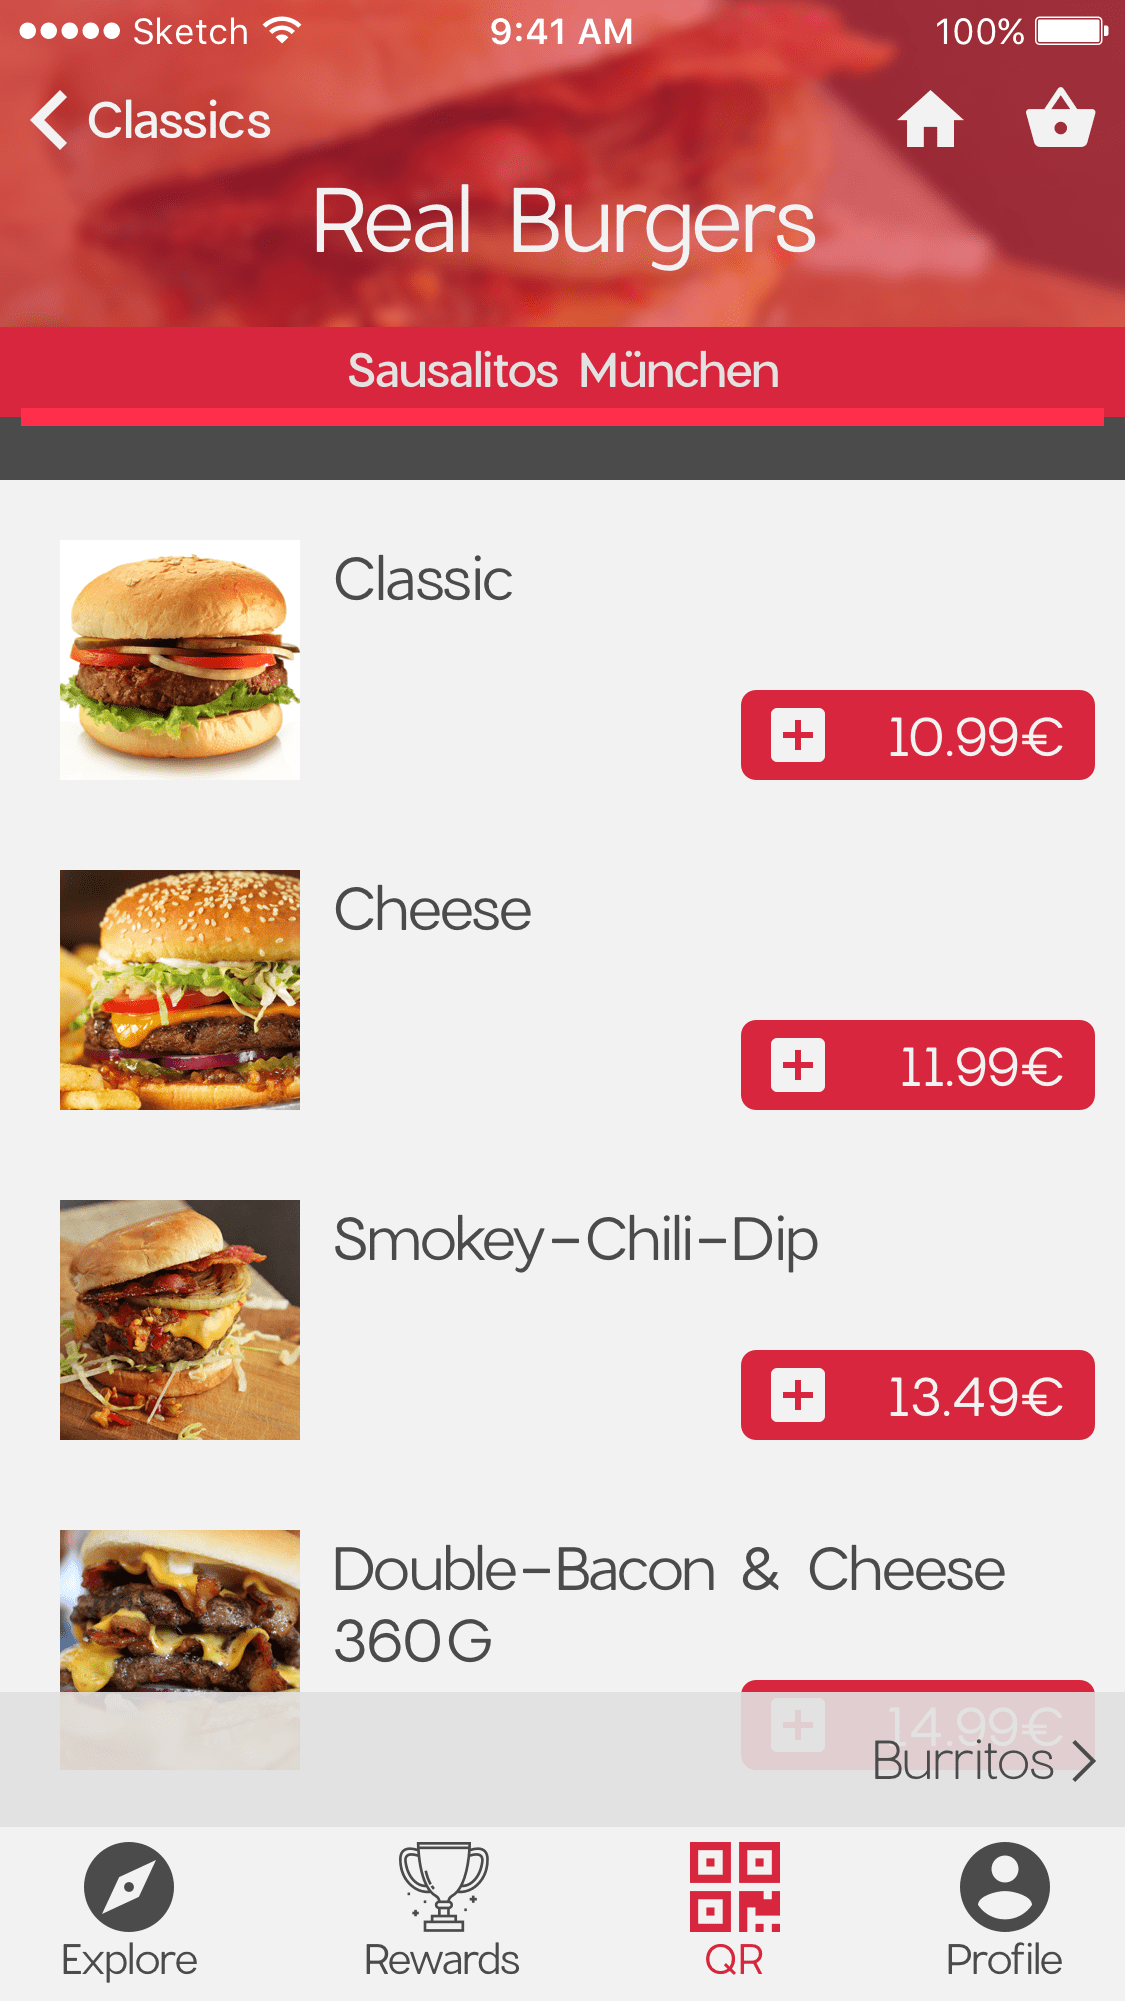 Sketch
9:41 AM
100%
Classics
Real Burgers
Sausalitos München
Classic
10.99€
Cheese
11.99€
Smokey-Chili-Dip
13.49€
Double-Bacon & Cheese
360G
14.99€
Burritos
Explore
Rewards
QR
Profile